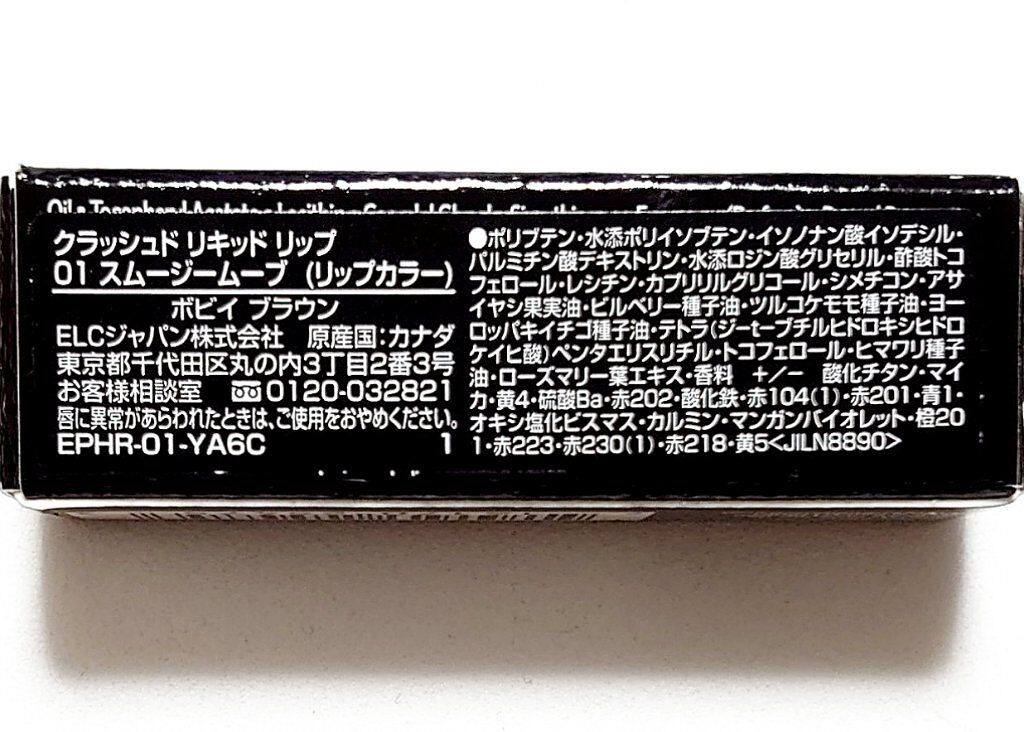 クラッシュド リキッド リップ
01 スムージームーブ (リップカラー)
ボビイ ブラウン
ELCジャパン株式会社 原産国:カナダ
東京都千代田区丸の内3丁目2番3号
お客様相談室 0120-032821
唇に異常があらわれたときは、ご使用をおやめください。
EPHR-01-YA6C 1
●ポリブテン・水添ポリイソブテン・イソノナン酸イソデシル・
パルミチン酸デキストリン・水添ロジン酸グリセリル・酢酸トコ
フェロール・レシチン・カプリリルグリコール・シメチコン・アサ
イヤシ果実油・ビルベリー種子油・ツルコケモモ種子油・ヨー
ロッパキイチゴ種子油・テトラ(ジーtーブチルヒドロキシヒドロ
ケイヒ酸)ペンタエリスリチル・トコフェロール・ヒマワリ種子
油・ローズマリー葉エキス・香料 +/− 酸化チタン・マイ
カ・黄4・硫酸Ba・赤202・酸化鉄・赤104(1)・赤201・青1・
オキシ塩化ビスマス・カルミン・マンガンバイオレット・橙20
1・赤223・赤230(1)・赤218・黄5<JILN8890>